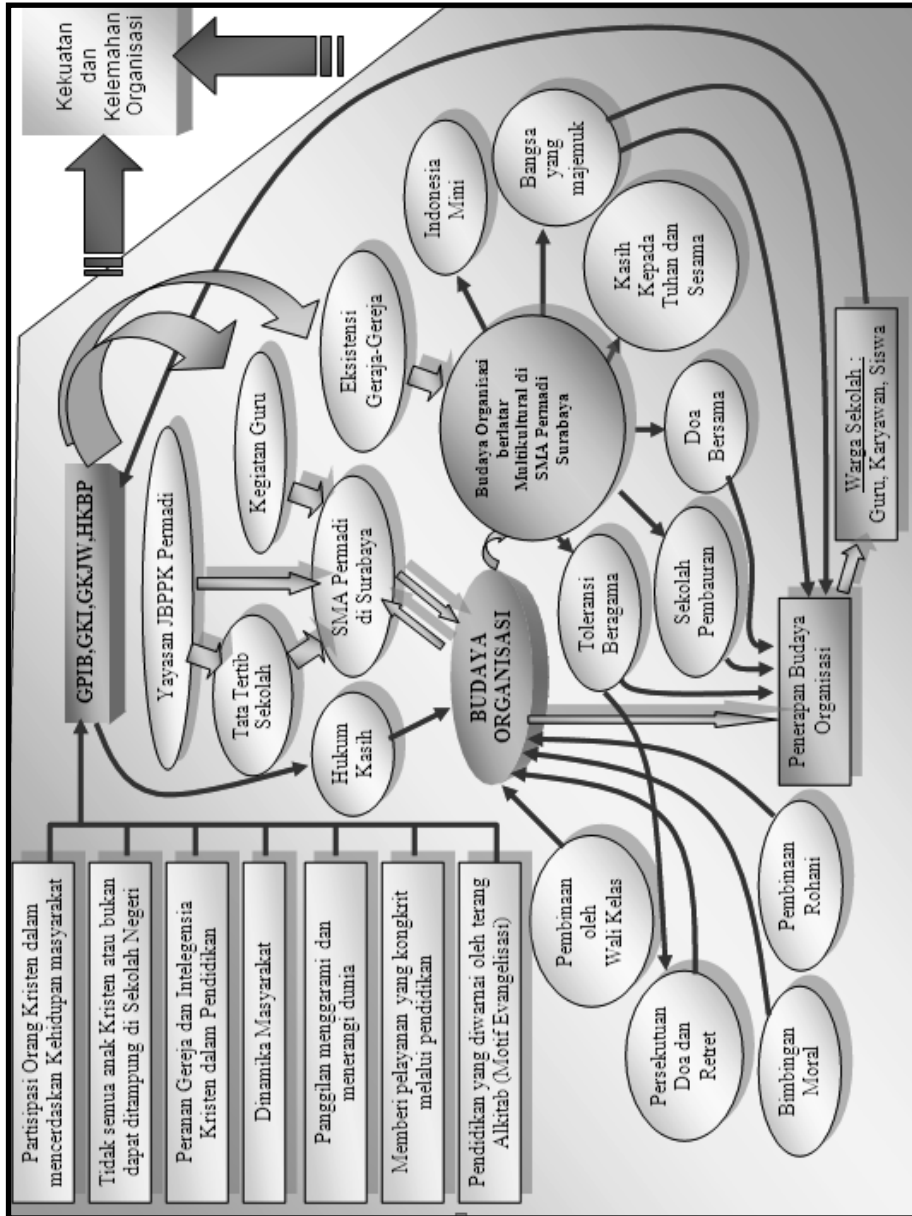 Partisipasi Orang Kristen dalam
mencerdaskan Kehidupan masyarakat
Tidak semua anak Kristen atau bukan
dapat ditampung di Sekolah Negeri
Peranan Gereja dan Intelegensia
Kristen dalam Pendidikan
Dinamika Masyarakat
Panggilan menggarami dan
menerangi dunia
Memberi pelayanan yang kongkrit
melalui pendidikan
Pendidikan yang diwarnai oleh terang
Alkitab (Motif Evangelisasi)
GPIB,GKI,GKJW,HKBP
Kekuatan
dan
Kelemahan
Organisasi
Yayasan JBPPK Permadi
Tata Tertib
Sekolah
Kegiatan Guru
Hukum
Kasih
SMA Permadi
di Surabaya
Eksistensi
Geraja-Gereja
BUDAYA
ORGANISASI
Budaya Organisasi
berlatar
Multikultural di
SMA Permadi
Surabaya
Indonesia
Mini
Bangsa
yang
majemuk
Kasih
Kepada
Tuhan dan
Sesama
Doa
Bersama
Sekolah
Pembauran
Toleransi
Beragama
Pembinaan
oleh
Wali Kelas
Persekutuan
Doa dan
Retret
Bimbingan
Moral
Pembinaan
Rohani
Penerapan Budaya
Organisasi
Warga Sekolah :
Guru, Karyawan, Siswa